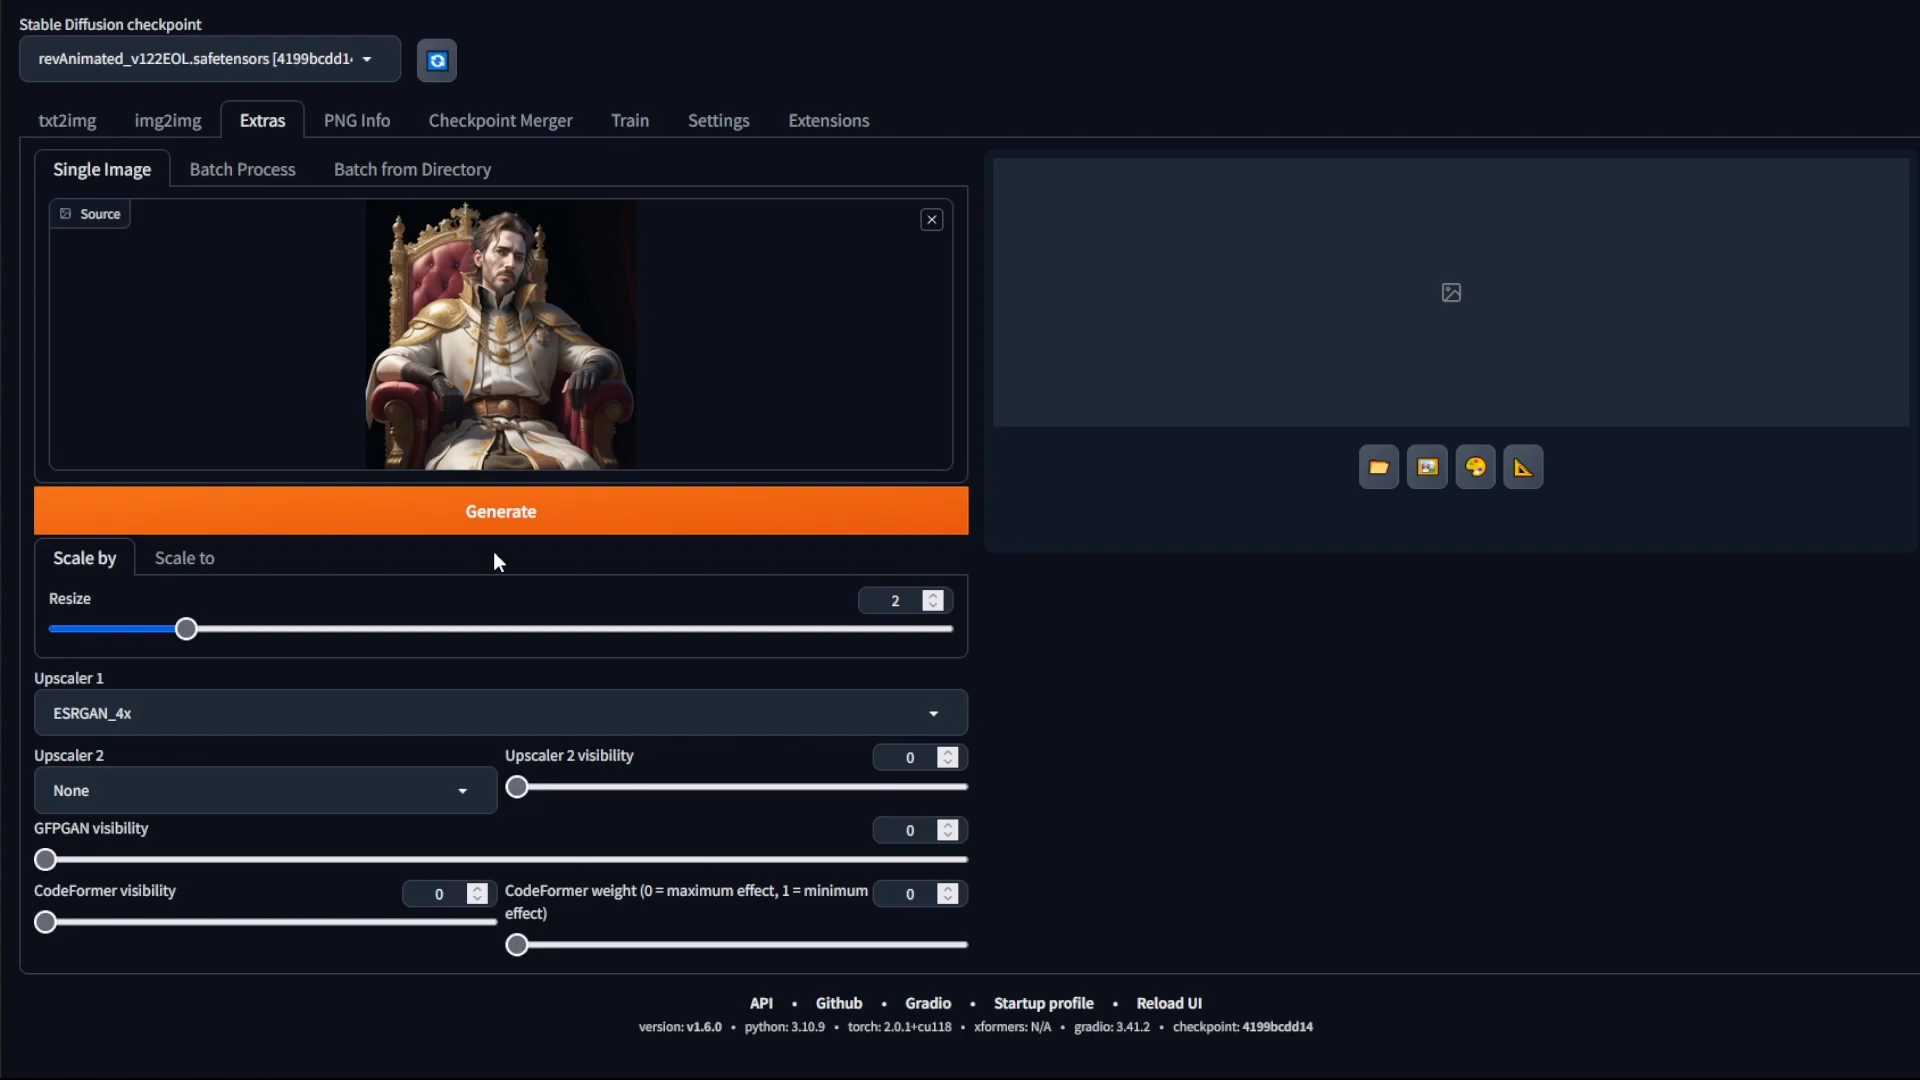 Stable Diffusion checkpoint
revAnimated_v122EOL.safetensors [4199bcdd14
txt2img img2img Extras PNG Info Checkpoint Merger Train Settings Extensions
Single Image Batch Process Batch from Directory
Source
Generate
Scale by Scale to
Resize 2
Upscaler 1
ESRGAN_4x
Upscaler 2 Upscaler 2 visibility 0
None
GFPGAN visibility 0
CodeFormer visibility 0 CodeFormer weight (0 = maximum effect, 1 = minimum 0
effect)
API • Github • Gradio • Startup profile • Reload UI
version: v1.6.0 • python: 3.10.9 • torch: 2.0.1+cu118 • xformers: N/A • gradio: 3.41.2 • checkpoint: 4199bcdd14